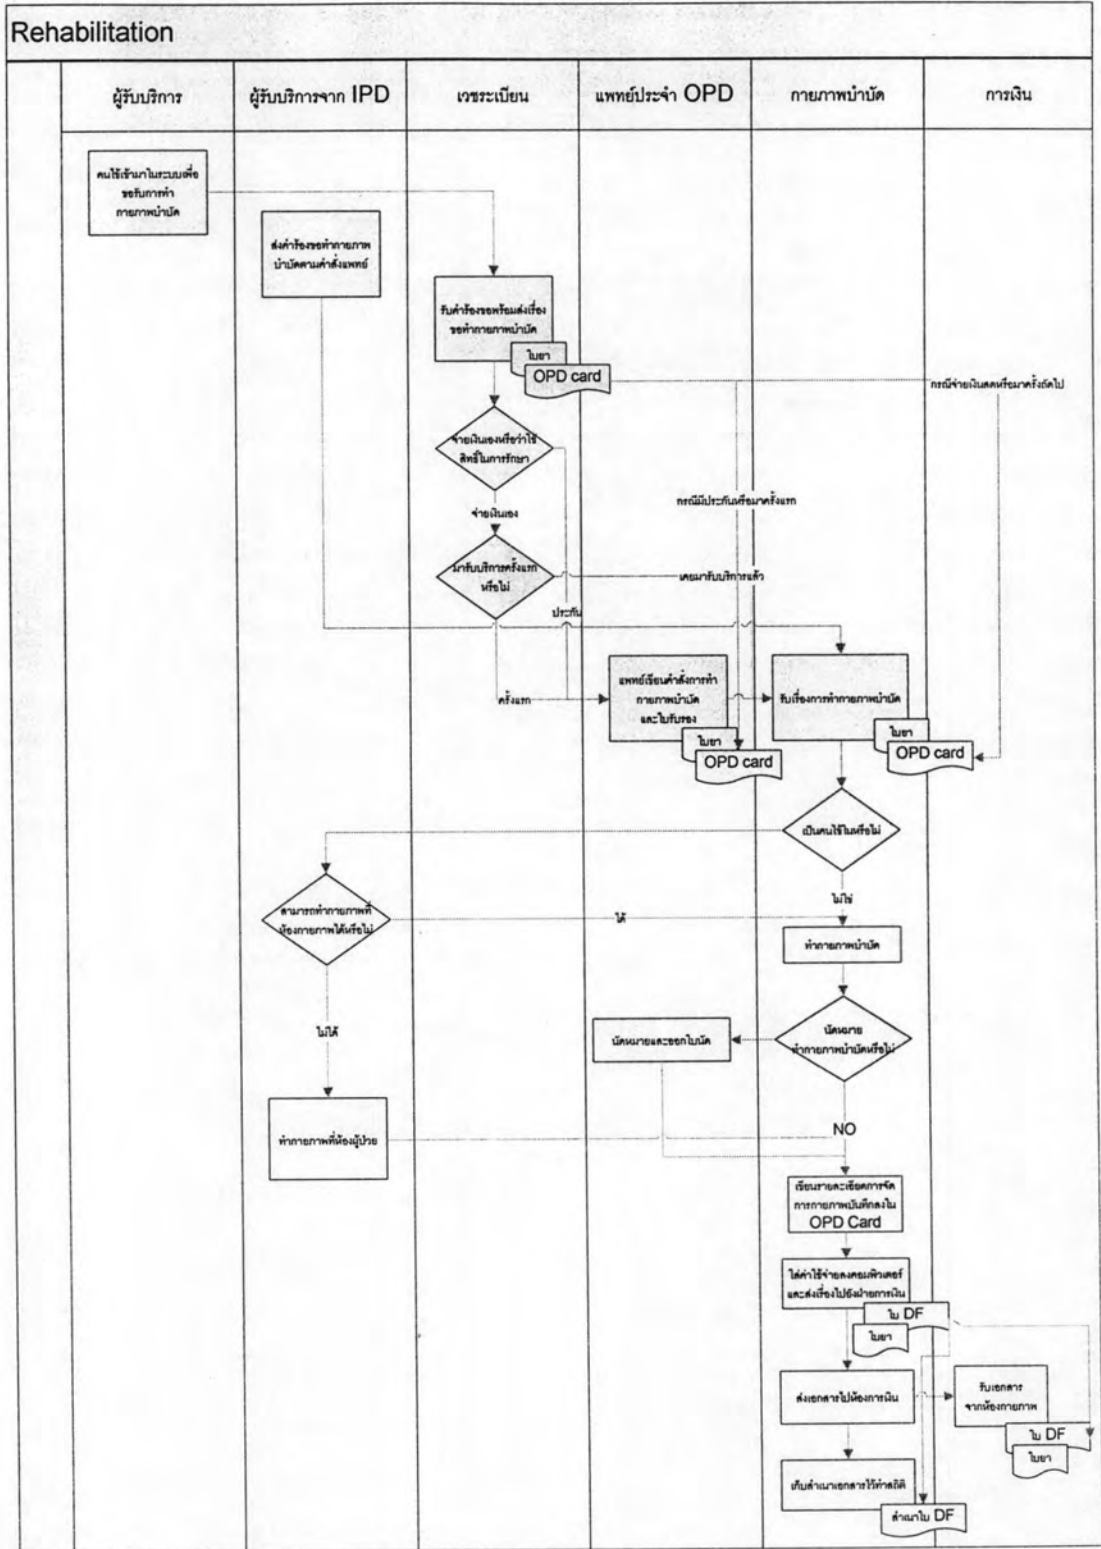 Rehabilitation
ผู้รับบริการ
ผู้รับบริการจาก IPD
เวชระเบียน
แพทย์ประจำ OPD
กายภาพบำบัด
การเงิน
คนไข้เข้ามาในระบบเพื่อ
ขอรับการทำ
กายภาพบำบัด
ส่งคำร้องขอทำกายภาพ
บำบัดตามคำสั่งแพทย์
รับคำร้องขอพร้อมส่งเรื่อง
ขอทำกายภาพบำบัด
ใบยา
OPD card
กรณีจ่ายเงินสดหรือมาครั้งถัดไป
จ่ายเงินเองหรือว่าใช้
สิทธิ์ในการรักษา
กรณีมีประกันหรือมาครั้งแรก
จ่ายเงินเอง
มารับบริการครั้งแรก
หรือไม่
เคยมารับบริการแล้ว
ประกัน
ครั้งแรก
แพทย์เขียนคำสั่งการทำ
กายภาพบำบัด
และใบรับรอง
ใบยา
OPD card
รับเรื่องการทำกายภาพบำบัด
ใบยา
OPD card
เป็นคนไข้ในหรือไม่
ไม่ใช่
สามารถทำกายภาพที่
ห้องกายภาพได้หรือไม่
ได้
ทำกายภาพบำบัด
ไม่ได้
นัดหมายและออกใบนัด
นัดหมาย
ทำกายภาพบำบัดหรือไม่
ทำกายภาพที่ห้องผู้ป่วย
NO
เขียนรายละเอียดการจัด
การกายภาพบันทึกลงใน
OPD Card
ใส่ค่าใช้จ่ายลงคอมพิวเตอร์
และส่งเรื่องไปยังฝ่ายการเงิน
ใบ DF
ใบยา
ส่งเอกสารไปห้องการเงิน
รับเอกสาร
จากห้องกายภาพ
ใบ DF
ใบยา
เก็บสำเนาเอกสารไว้ทำสถิติ
สำเนาใบ DF